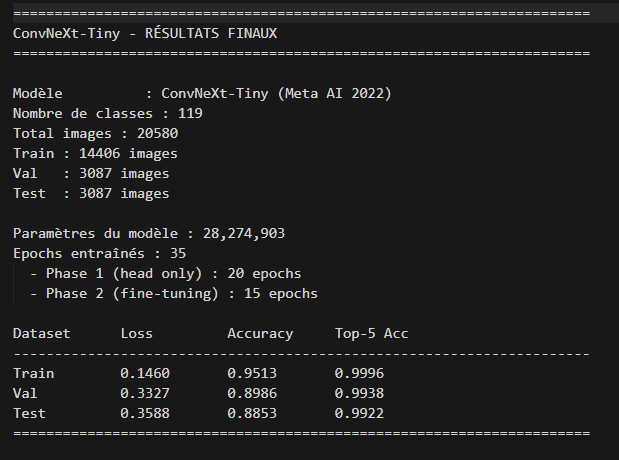 ======================================================================
ConvNeXt-Tiny - RÉSULTATS FINAUX
======================================================================
Modèle          : ConvNeXt-Tiny (Meta AI 2022)
Nombre de classes : 119
Total images : 20580
Train : 14406 images
Val   : 3087 images
Test  : 3087 images
Paramètres du modèle : 28,274,903
Epochs entraînés : 35
  - Phase 1 (head only) : 20 epochs
  - Phase 2 (fine-tuning) : 15 epochs
Dataset      Loss         Accuracy     Top-5 Acc
----------------------------------------------------------------------
Train        0.1460       0.9513       0.9996
Val          0.3327       0.8986       0.9938
Test         0.3588       0.8853       0.9922
======================================================================